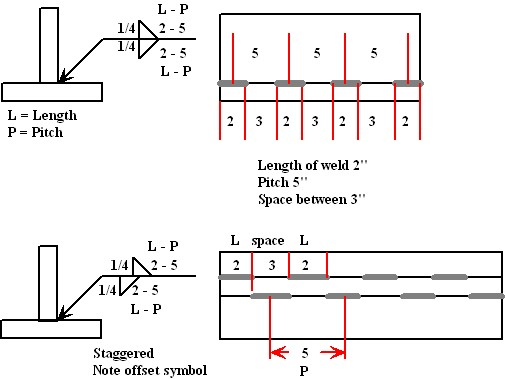 L - P
1/4 2 - 5
1/4 2 - 5
L - P
L = Length
P = Pitch
5 5 5
2 3 2 3 2 3 2
Length of weld 2"
Pitch 5"
Space between 3"
L - P
1/4 2 - 5
1/4 2 - 5
L - P
Staggered
Note offset symbol
L space L
2 3 2
5
P